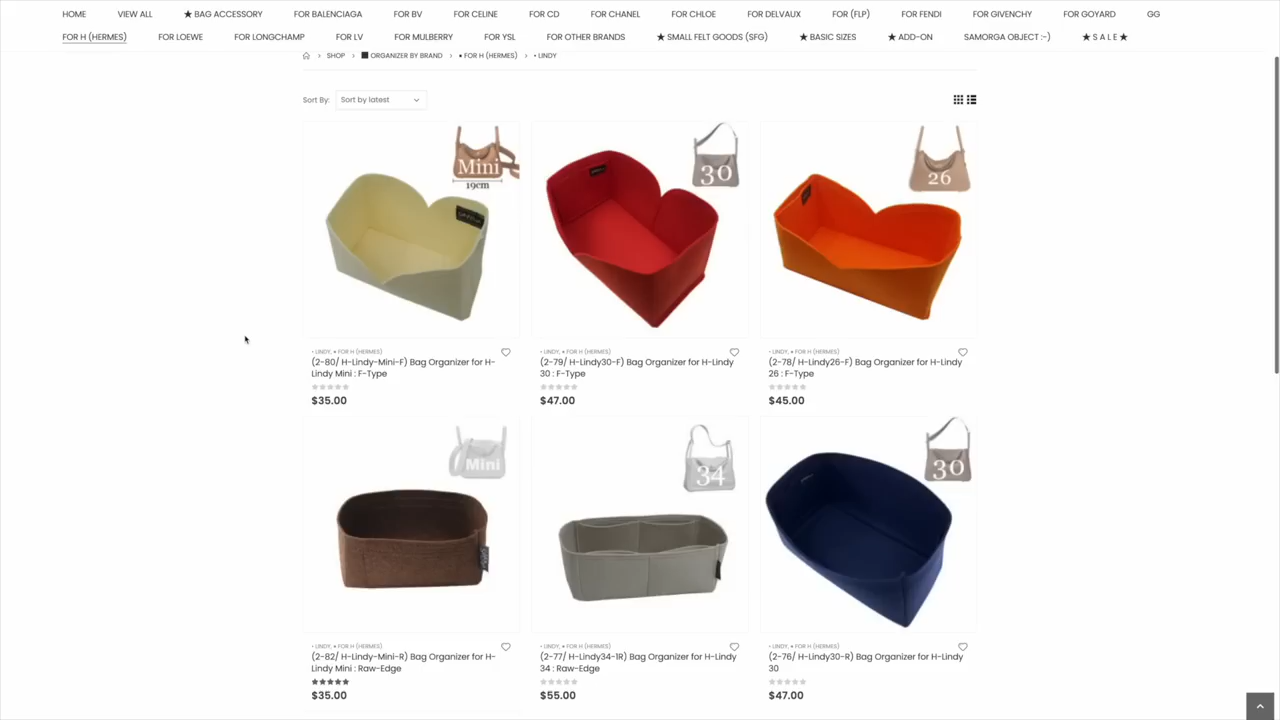 HOME VIEW ALL ★ BAG ACCESSORY FOR BALENCIAGA FOR BV FOR CELINE FOR CD FOR CHANEL FOR CHLOE FOR DELVAUX FOR (FLP) FOR FENDI FOR GIVENCHY FOR GOYARD GG
FOR H (HERMES) FOR LOEWE FOR LONGCHAMP FOR LV FOR MULBERRY FOR YSL FOR OTHER BRANDS ★ SMALL FELT GOODS (SFG) ★ BASIC SIZES ★ ADD-ON SAMORGA OBJECT :-) ★ S A L E ★
SHOP › ■ ORGANIZER BY BRAND › • FOR H (HERMES) › • LINDY
Sort By: Sort by latest
Mini
19cm
30
26
• LINDY, • FOR H (HERMES)
(2-80/ H-Lindy-Mini-F) Bag Organizer for H-
Lindy Mini : F-Type
$35.00
• LINDY, • FOR H (HERMES)
(2-79/ H-Lindy30-F) Bag Organizer for H-Lindy
30 : F-Type
$47.00
• LINDY, • FOR H (HERMES)
(2-78/ H-Lindy26-F) Bag Organizer for H-Lindy
26 : F-Type
$45.00
Mini
34
30
• LINDY, • FOR H (HERMES)
(2-82/ H-Lindy-Mini-R) Bag Organizer for H-
Lindy Mini : Raw-Edge
$35.00
• LINDY, • FOR H (HERMES)
(2-77/ H-Lindy34-1R) Bag Organizer for H-Lindy
34 : Raw-Edge
$55.00
• LINDY, • FOR H (HERMES)
(2-76/ H-Lindy30-R) Bag Organizer for H-Lindy
30
$47.00